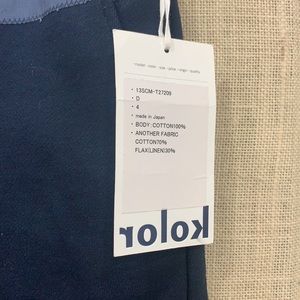 model · color · size · price · origin · quality
• 13SCM-T27209
• D
• 4
• made in Japan
• BODY:COTTON100%
• ANOTHER FABRIC
COTTON70%
FLAX(LINEN)30%
kolor